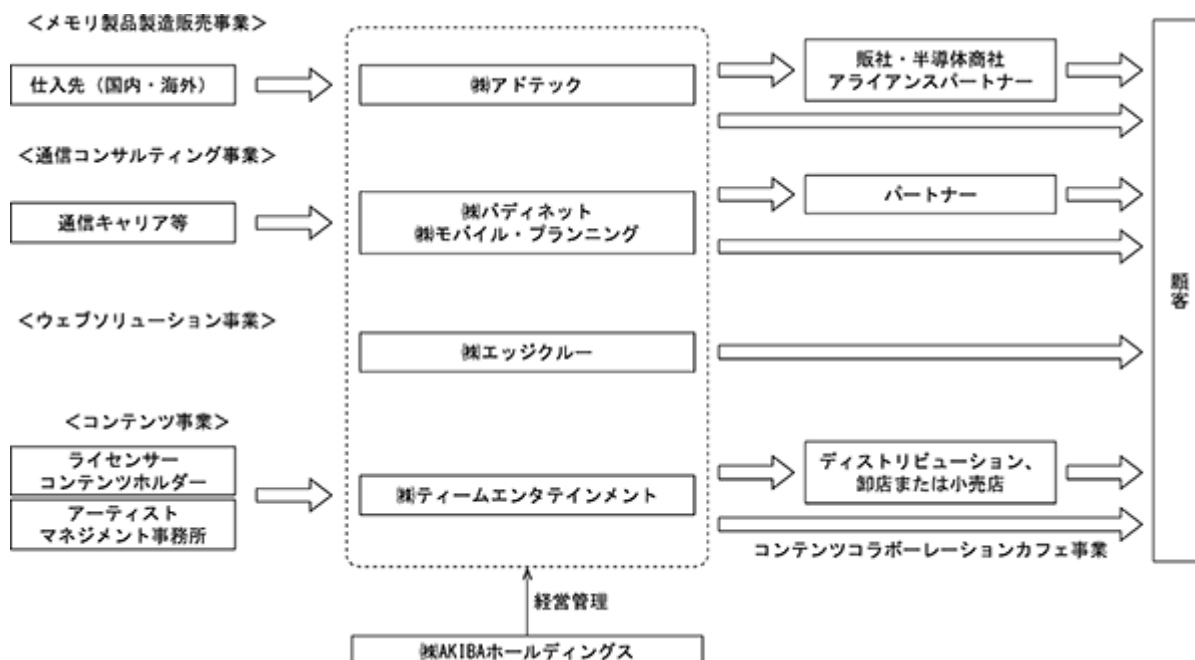 ＜メモリ製品製造販売事業＞
仕入先（国内・海外）
㈱アドテック
販社・半導体商社
アライアンスパートナー
＜通信コンサルティング事業＞
通信キャリア等
㈱バディネット
㈱モバイル・プランニング
パートナー
＜ウェブソリューション事業＞
㈱エッジクルー
＜コンテンツ事業＞
ライセンサー
コンテンツホルダー
アーティスト
マネジメント事務所
㈱ティームエンタテインメント
ディストリビューション、
卸店または小売店
コンテンツコラボーレーションカフェ事業
顧客
経営管理
㈱AKIBAホールディングス